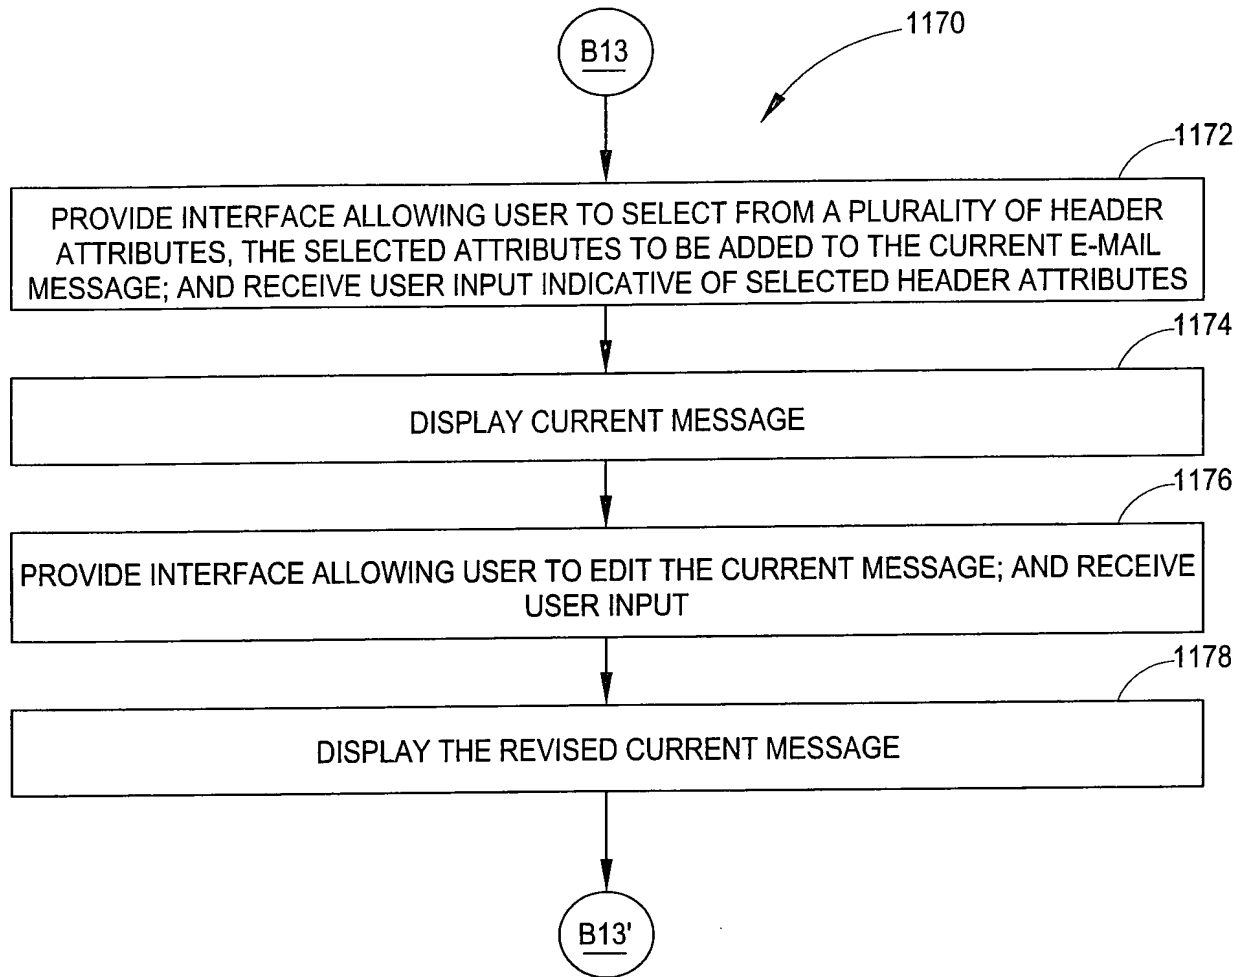 B13
1170
1172
PROVIDE INTERFACE ALLOWING USER TO SELECT FROM A PLURALITY OF HEADER
ATTRIBUTES, THE SELECTED ATTRIBUTES TO BE ADDED TO THE CURRENT E-MAIL
MESSAGE; AND RECEIVE USER INPUT INDICATIVE OF SELECTED HEADER ATTRIBUTES
1174
DISPLAY CURRENT MESSAGE
1176
PROVIDE INTERFACE ALLOWING USER TO EDIT THE CURRENT MESSAGE; AND RECEIVE
USER INPUT
1178
DISPLAY THE REVISED CURRENT MESSAGE
B13'